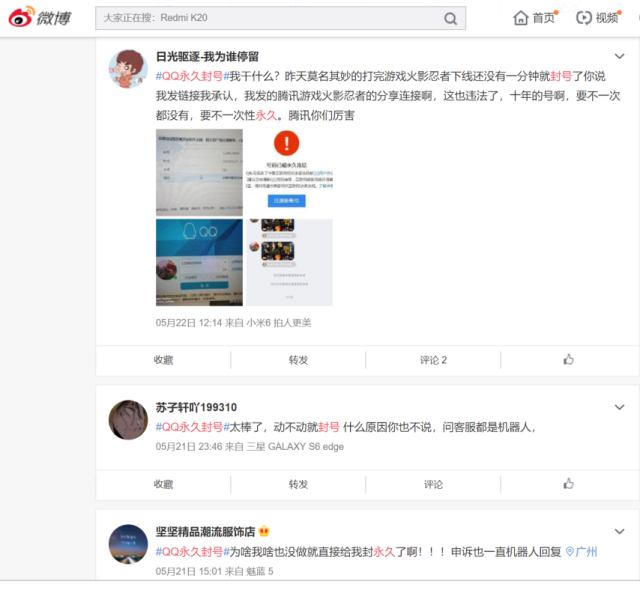 微博
大家正在搜：Redmi K20
首页
视频
日光驱逐-我为谁停留
#QQ永久封号#我干什么？昨天莫名其妙的打完游戏火影忍者下线还没有一分钟就封号了你说
我发链接我承认，我发的腾讯游戏火影忍者的分享连接啊，这也违法了，十年的号啊，要不一次
都没有，要不一次性永久。腾讯你们厉害
QQ
05月22日 12:14 来自 小米6 拍人更美
收藏
转发
评论 2
苏子轩吖199310
#QQ永久封号#太棒了，动不动就封号 什么原因你也不说，问客服都是机器人，
05月21日 23:46 来自 三星 GALAXY S6 edge
收藏
转发
评论
坚坚精品潮流服饰店
#QQ永久封号#为啥我啥也没做就直接给我封永久了啊！！！申诉也一直机器人回复 广州
05月21日 15:01 来自 魅蓝 5